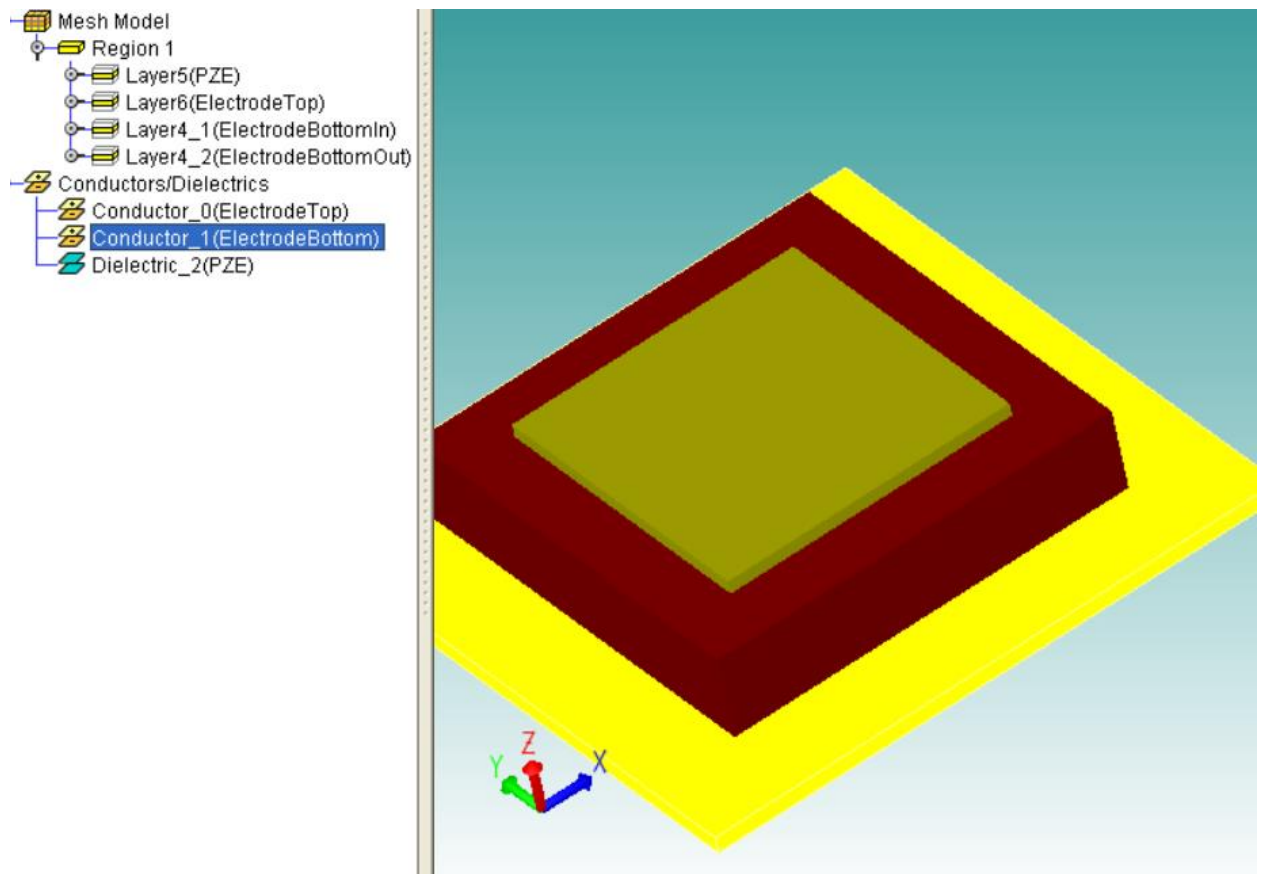 Mesh Model
Region 1
Layer5(PZE)
Layer6(ElectrodeTop)
Layer4_1(ElectrodeBottomIn)
Layer4_2(ElectrodeBottomOut)
Conductors/Dielectrics
Conductor_0(ElectrodeTop)
Conductor_1(ElectrodeBottom)
Dielectric_2(PZE)
Z
Y
X